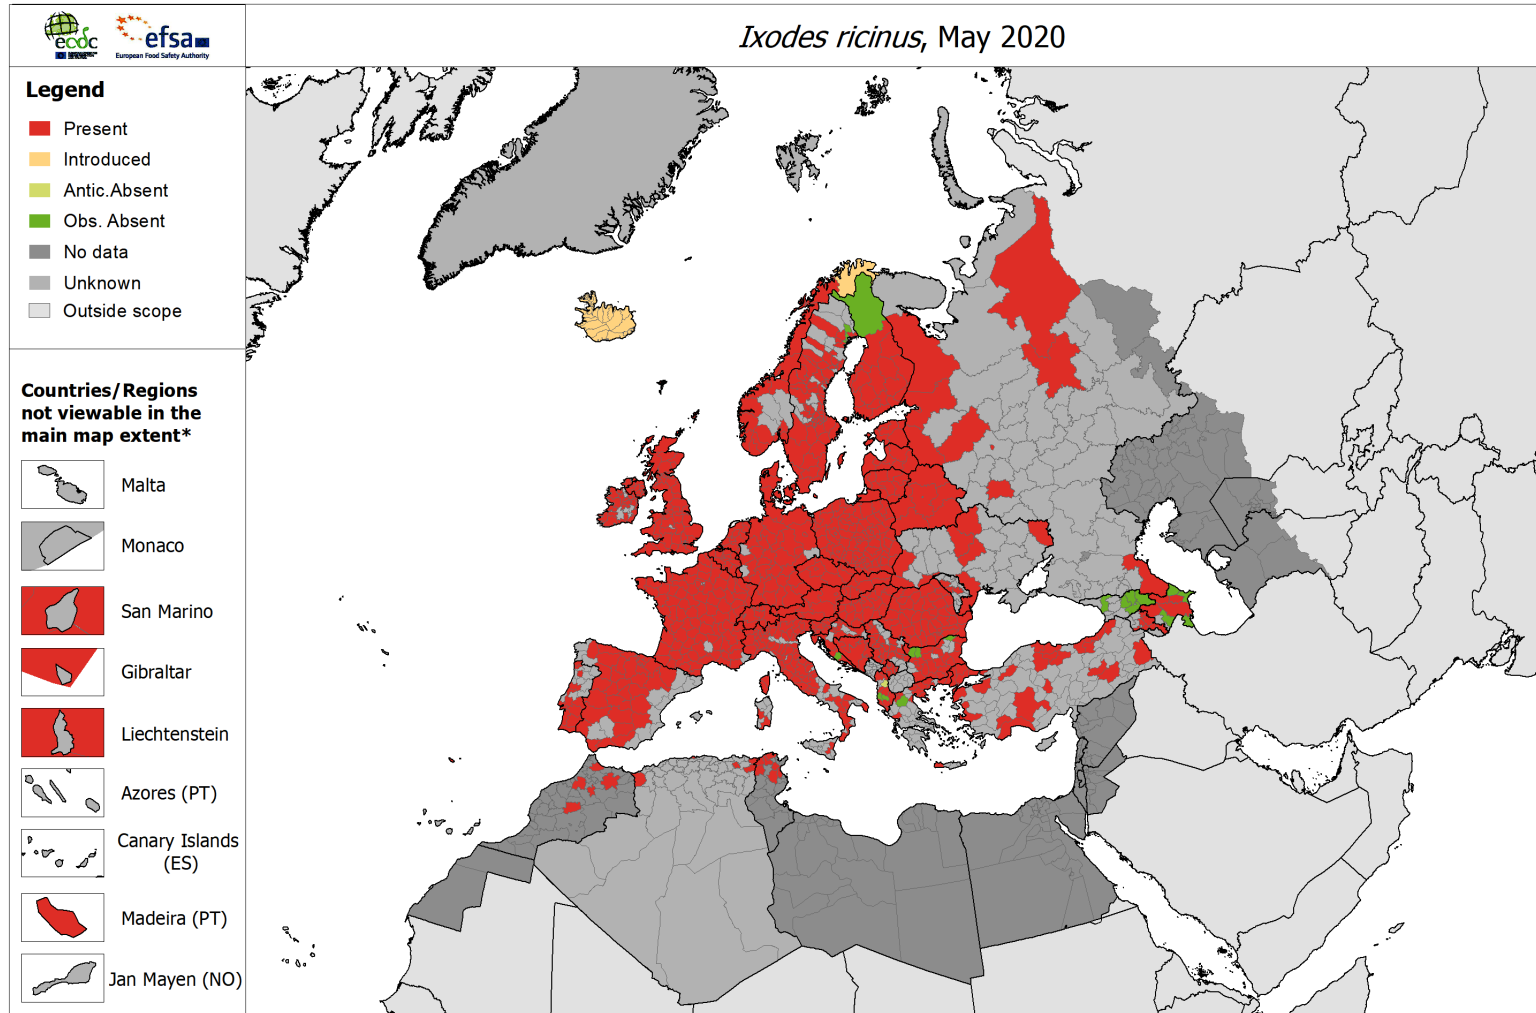 ecdc
efsa
European Food Safety Authority
Ixodes ricinus, May 2020
Legend
Present
Introduced
Antic.Absent
Obs. Absent
No data
Unknown
Outside scope
Countries/Regions
not viewable in the
main map extent*
Malta
Monaco
San Marino
Gibraltar
Liechtenstein
Azores (PT)
Canary Islands
(ES)
Madeira (PT)
Jan Mayen (NO)